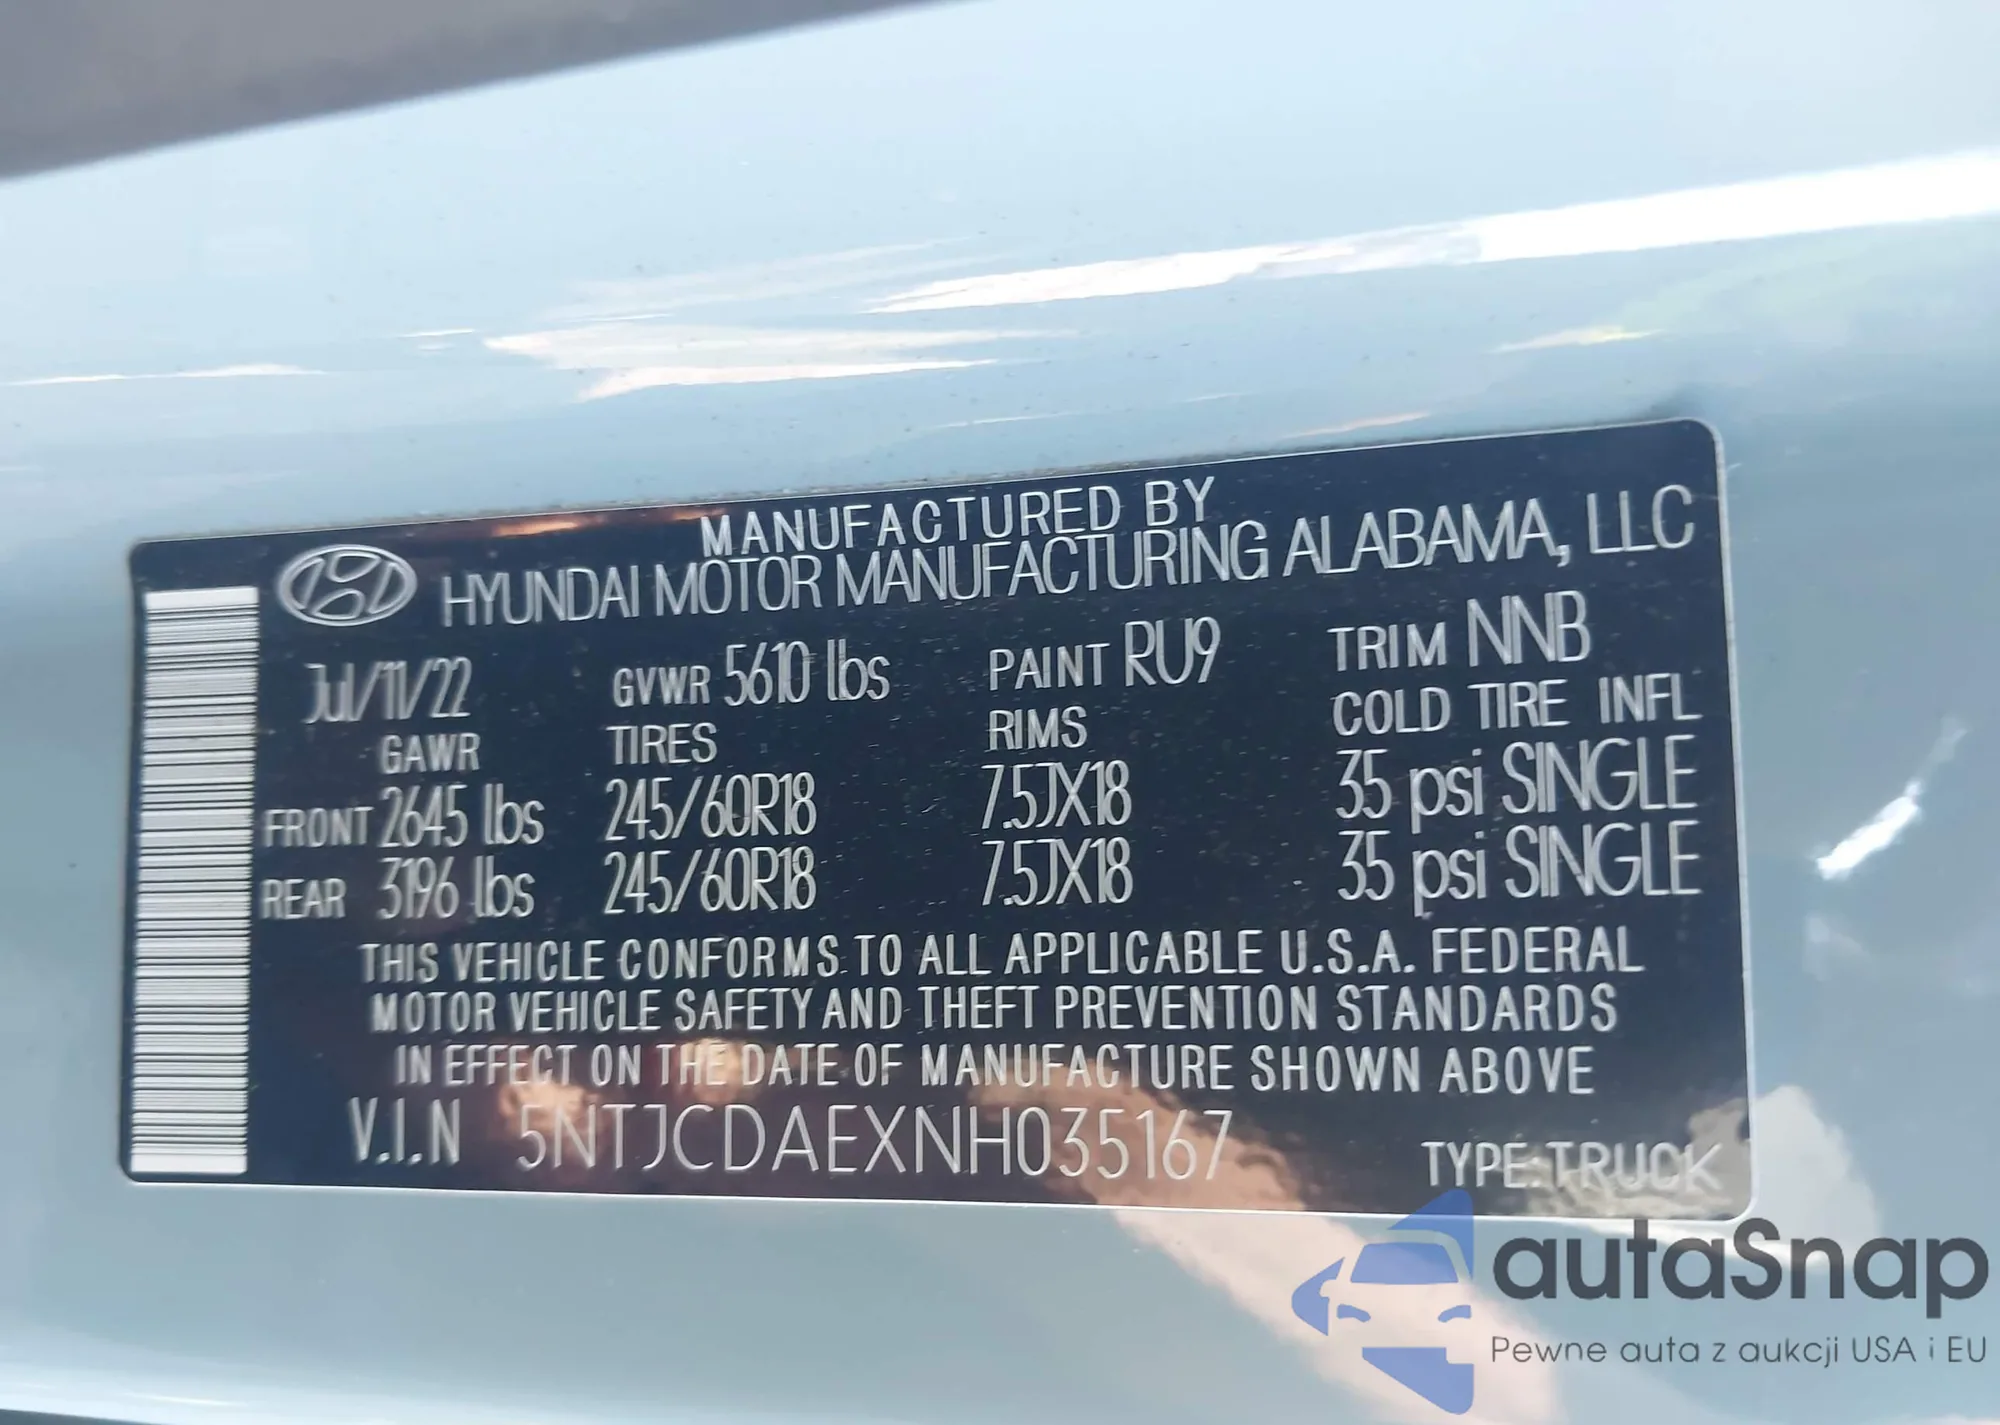 MANUFACTURED BY
HYUNDAI MOTOR MANUFACTURING ALABAMA, LLC
Jul/11/22 GVWR 5610 lbs PAINT RU9 TRIM NNB
GAWR TIRES RIMS COLD TIRE INFL
FRONT 2645 lbs 245/60R18 7.5JX18 35 psi SINGLE
REAR 3196 lbs 245/60R18 7.5JX18 35 psi SINGLE
THIS VEHICLE CONFORMS TO ALL APPLICABLE U.S.A. FEDERAL
MOTOR VEHICLE SAFETY AND THEFT PREVENTION STANDARDS
IN EFFECT ON THE DATE OF MANUFACTURE SHOWN ABOVE
V.I.N 5NTJCDAEXNH035167 TYPE:TRUCK
autaSnap
Pewne auta z aukcji USA i EU